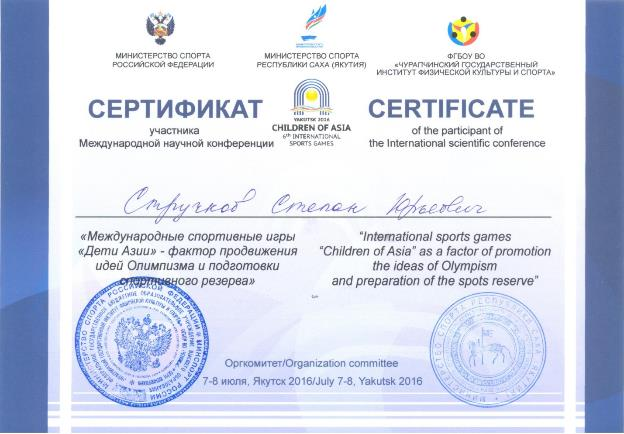 МИНИСТЕРСТВО СПОРТА
РОССИЙСКОЙ ФЕДЕРАЦИИ
МИНИСТЕРСТВО СПОРТА
РЕСПУБЛИКИ САХА (ЯКУТИЯ)
ФГБОУ ВО
«ЧУРАПЧИНСКИЙ ГОСУДАРСТВЕННЫЙ
ИНСТИТУТ ФИЗИЧЕСКОЙ КУЛЬТУРЫ И СПОРТА»
СЕРТИФИКАТ
участника
Международной научной конференции
YAKUTSK 2016
CHILDREN OF ASIA
6TH INTERNATIONAL
SPORTS GAMES
CERTIFICATE
of the participant of
the International scientific conference
Стручков Степан Юрьевич
«Международные спортивные игры
«Дети Азии» - фактор продвижения
идей Олимпизма и подготовки
спортивного резерва»
"International sports games
"Children of Asia" as a factor of promotion
the ideas of Olympism
and preparation of the spots reserve"
Оргкомитет/Organization committee
7-8 июля, Якутск 2016/July 7-8, Yakutsk 2016